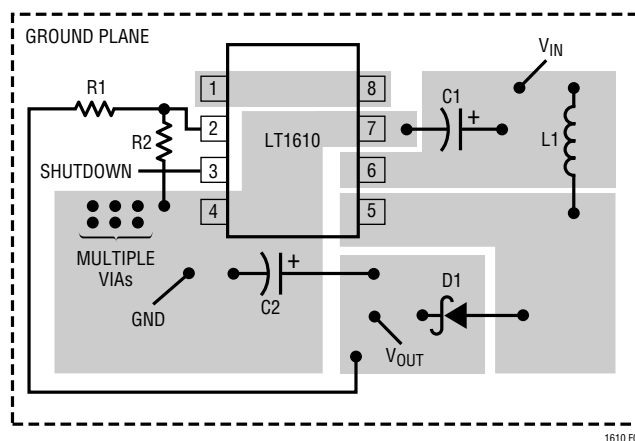 GROUND PLANE
VIN
R1
1
8
C1
+
R2
2
LT1610
7
L1
SHUTDOWN
3
6
4
5
MULTIPLE
VIAs
GND
C2
+
D1
VOUT